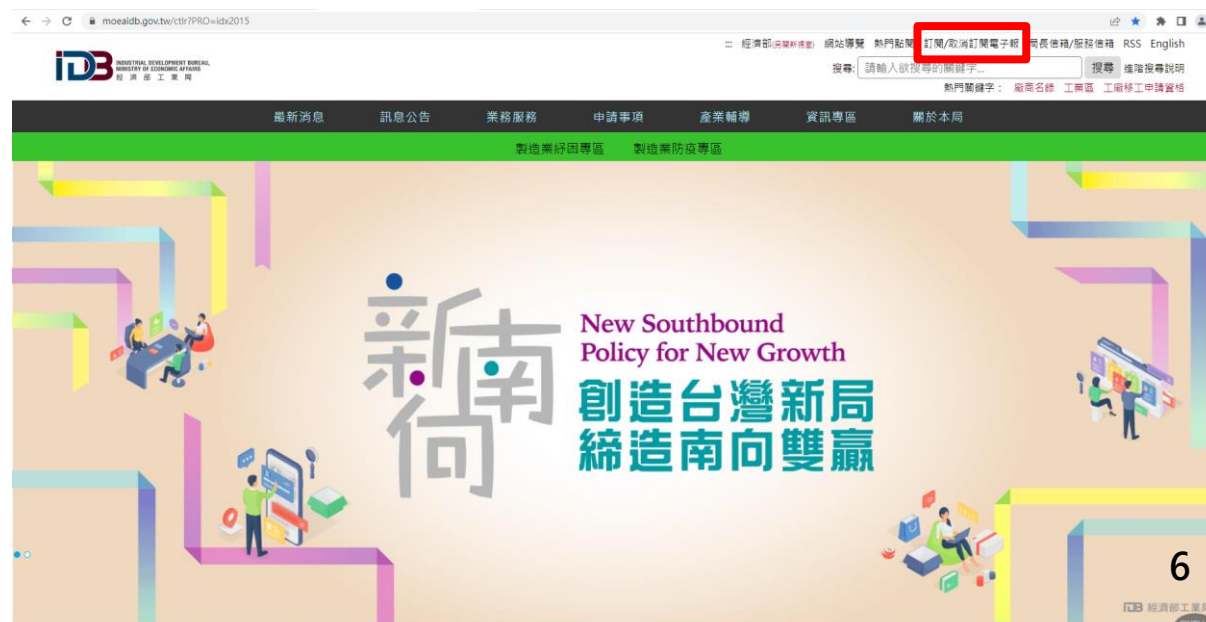 moeaidb.gov.tw/ctlr?PRO=idx2015
::: 經濟部(另開新視窗) 網站導覽 熱門點閱 訂閱/取消訂閱電子報 局長信箱/服務信箱 RSS English
IDB INDUSTRIAL DEVELOPMENT BUREAU,
MINISTRY OF ECONOMIC AFFAIRS
經濟部工業局
搜尋: 請輸入欲搜尋的關鍵字... 搜尋 進階搜尋說明
熱門關鍵字： 廠商名錄 工業區 工廠移工申請資格
最新消息 訊息公告 業務服務 申請事項 產業輔導 資訊專區 關於本局
製造業紓困專區 製造業防疫專區
新南向
New Southbound
Policy for New Growth
創造台灣新局
締造南向雙贏
6
IDB 經濟部工業局